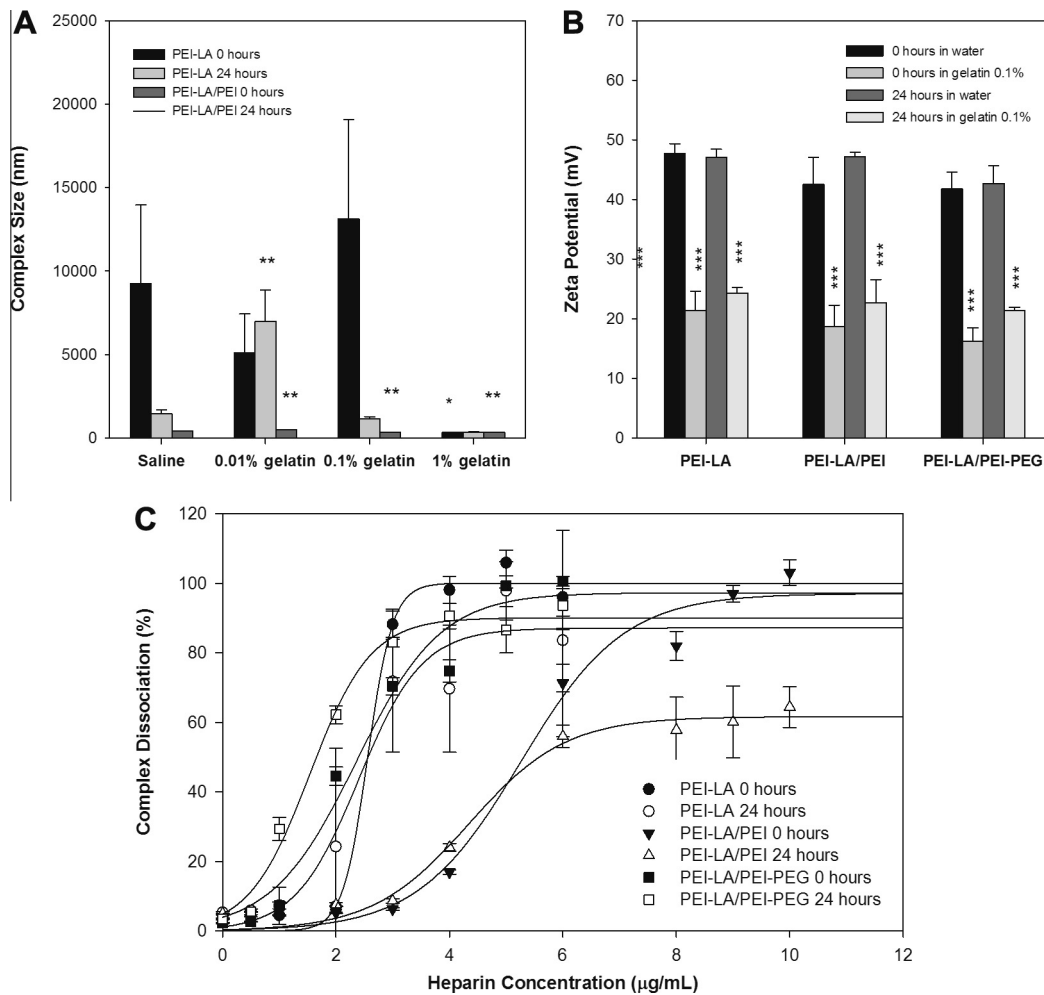 A
25000
20000
15000
10000
5000
0
Complex Size (nm)
PEI-LA 0 hours
PEI-LA 24 hours
PEI-LA/PEI 0 hours
PEI-LA/PEI 24 hours
**
**
**
*
**
Saline
0.01% gelatin
0.1% gelatin
1% gelatin
B
70
60
50
40
30
20
10
0
Zeta Potential (mV)
0 hours in water
0 hours in gelatin 0.1%
24 hours in water
24 hours in gelatin 0.1%
***
***
***
***
***
***
***
PEI-LA
PEI-LA/PEI
PEI-LA/PEI-PEG
C
120
100
80
60
40
20
0
Complex Dissociation (%)
PEI-LA 0 hours
PEI-LA 24 hours
PEI-LA/PEI 0 hours
PEI-LA/PEI 24 hours
PEI-LA/PEI-PEG 0 hours
PEI-LA/PEI-PEG 24 hours
0 2 4 6 8 10 12
Heparin Concentration (µg/mL)